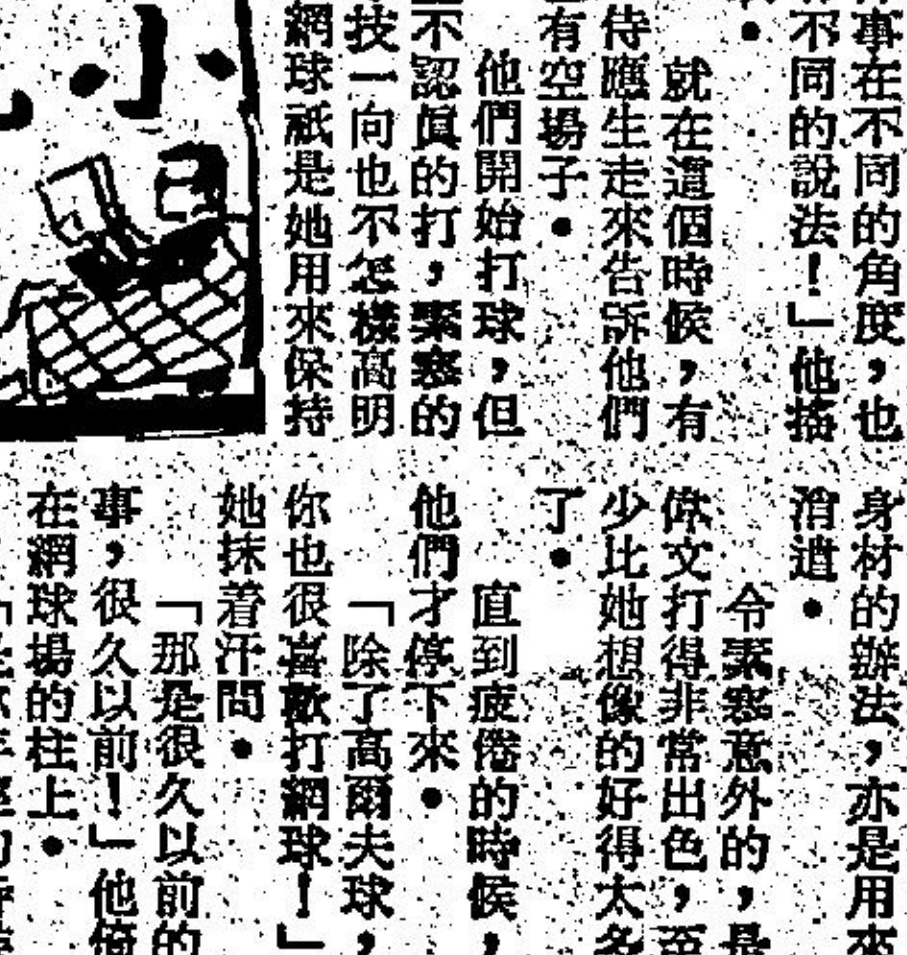 事在不同的角度，也
不同的說法！」他搖
就在這個時候，有
侍應生走來告訴他們
有空場子。
他們開始打球，但
不認眞的打，素愫的
技一向也不怎樣高明
網球祇是她用來保持
小
身材的辦法，亦是用來
消遣。
令素愫意外的，是
偉文打得非常出色，至
少比她想像的好得太多
了。
直到疲倦的時候，
他們才停下來。
「除了高爾夫球，
你也很喜歡打網球！」
她抹着汗問。
「那是很久以前的
事，很久以前！」他倚
在網球場的柱上。